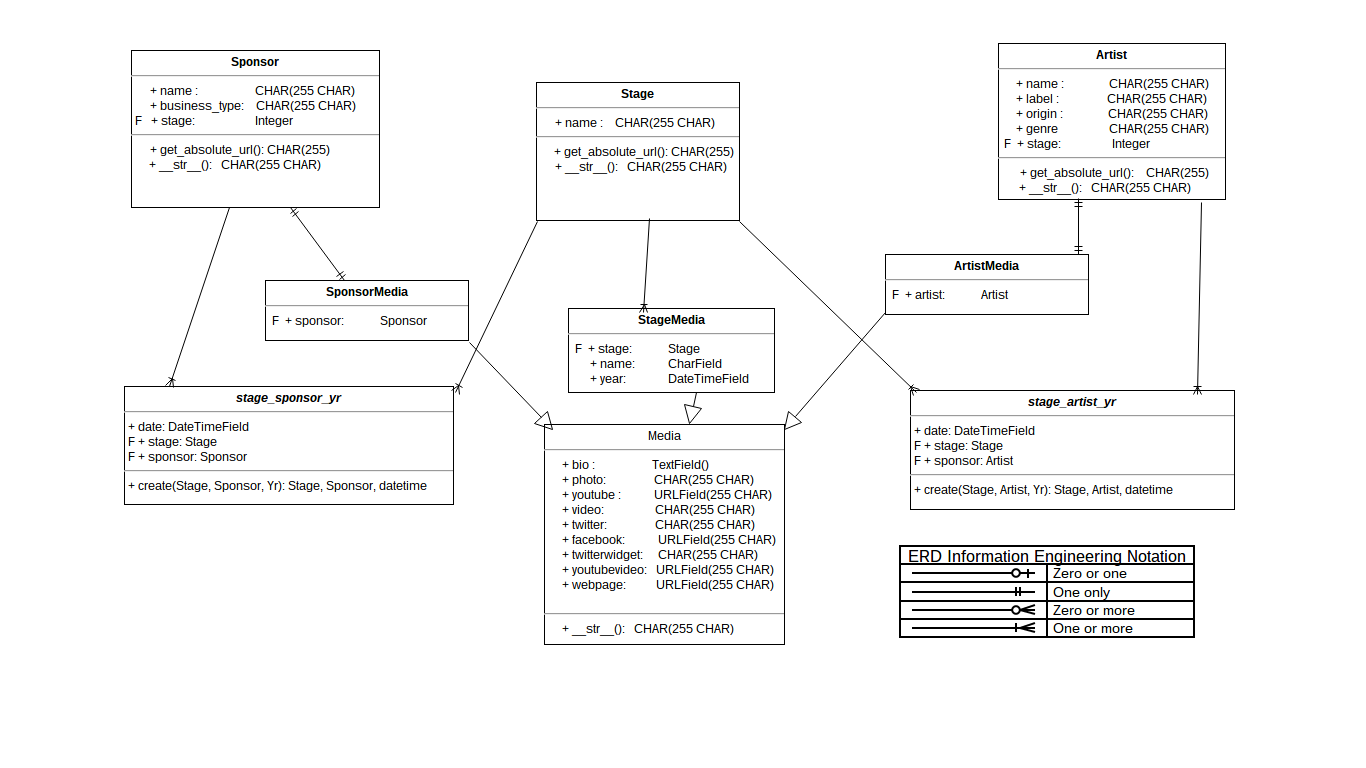 Sponsor
+ name : CHAR(255 CHAR)
+ business_type: CHAR(255 CHAR)
F + stage: Integer
+ get_absolute_url(): CHAR(255)
+ __str__(): CHAR(255 CHAR)
Stage
+ name : CHAR(255 CHAR)
+ get_absolute_url(): CHAR(255)
+ __str__(): CHAR(255 CHAR)
Artist
+ name : CHAR(255 CHAR)
+ label : CHAR(255 CHAR)
+ origin : CHAR(255 CHAR)
+ genre CHAR(255 CHAR)
F + stage: Integer
+ get_absolute_url(): CHAR(255)
+ __str__(): CHAR(255 CHAR)
SponsorMedia
F + sponsor: Sponsor
StageMedia
F + stage: Stage
+ name: CharField
+ year: DateTimeField
ArtistMedia
F + artist: Artist
stage_sponsor_yr
+ date: DateTimeField
F + stage: Stage
F + sponsor: Sponsor
+ create(Stage, Sponsor, Yr): Stage, Sponsor, datetime
Media
+ bio : TextField()
+ photo: CHAR(255 CHAR)
+ youtube : URLField(255 CHAR)
+ video: CHAR(255 CHAR)
+ twitter: CHAR(255 CHAR)
+ facebook: URLField(255 CHAR)
+ twitterwidget: CHAR(255 CHAR)
+ youtubevideo: URLField(255 CHAR)
+ webpage: URLField(255 CHAR)
+ __str__(): CHAR(255 CHAR)
stage_artist_yr
+ date: DateTimeField
F + stage: Stage
F + sponsor: Artist
+ create(Stage, Artist, Yr): Stage, Artist, datetime
ERD Information Engineering Notation
Zero or one
One only
Zero or more
One or more